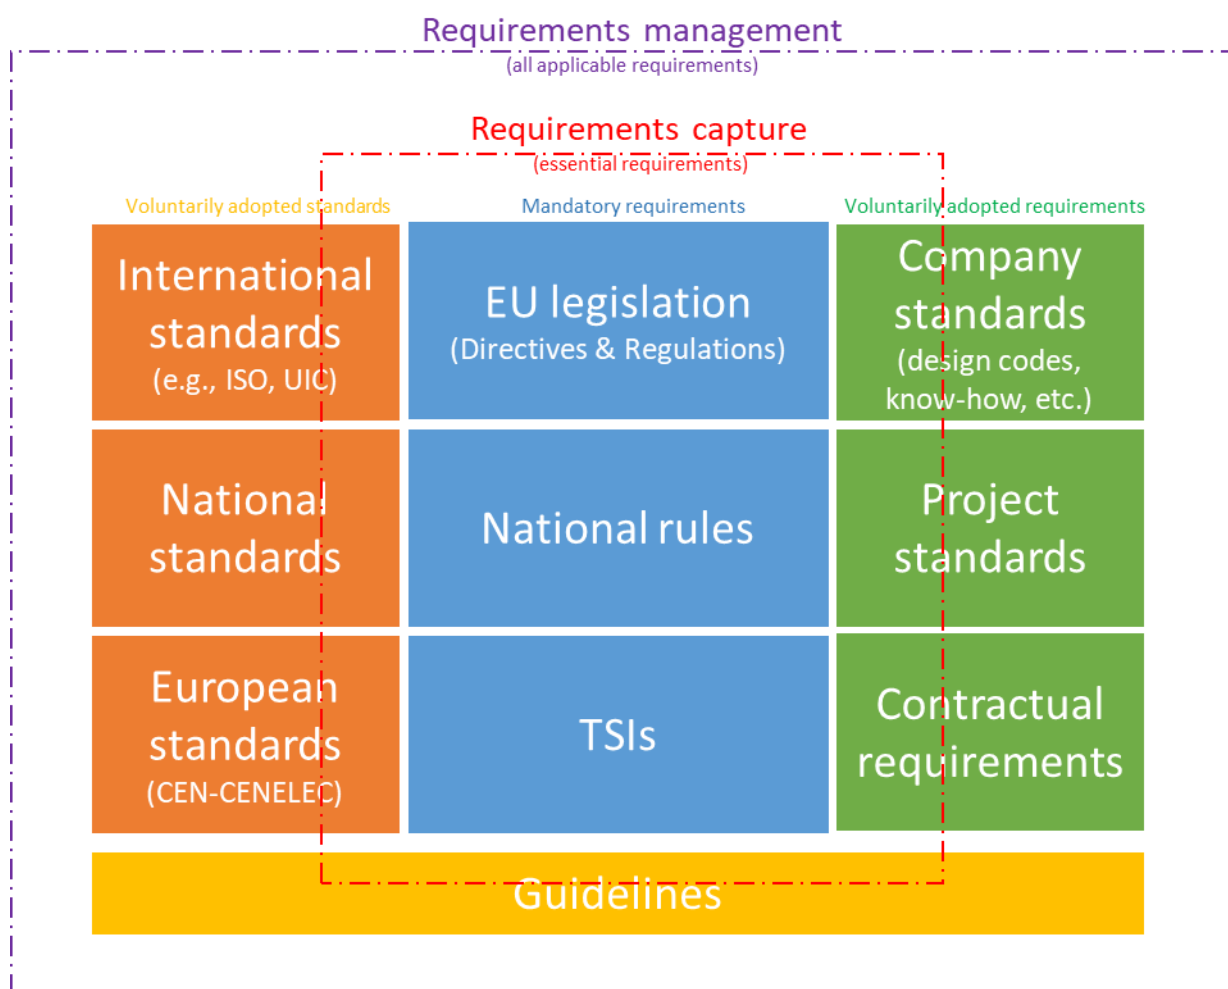 Requirements management
(all applicable requirements)
Requirements capture
(essential requirements)
Voluntarily adopted standards
Mandatory requirements
Voluntarily adopted requirements
International
standards
(e.g., ISO, UIC)
EU legislation
(Directives & Regulations)
Company
standards
(design codes,
know-how, etc.)
National
standards
National rules
Project
standards
European
standards
(CEN-CENELEC)
TSIs
Contractual
requirements
Guidelines